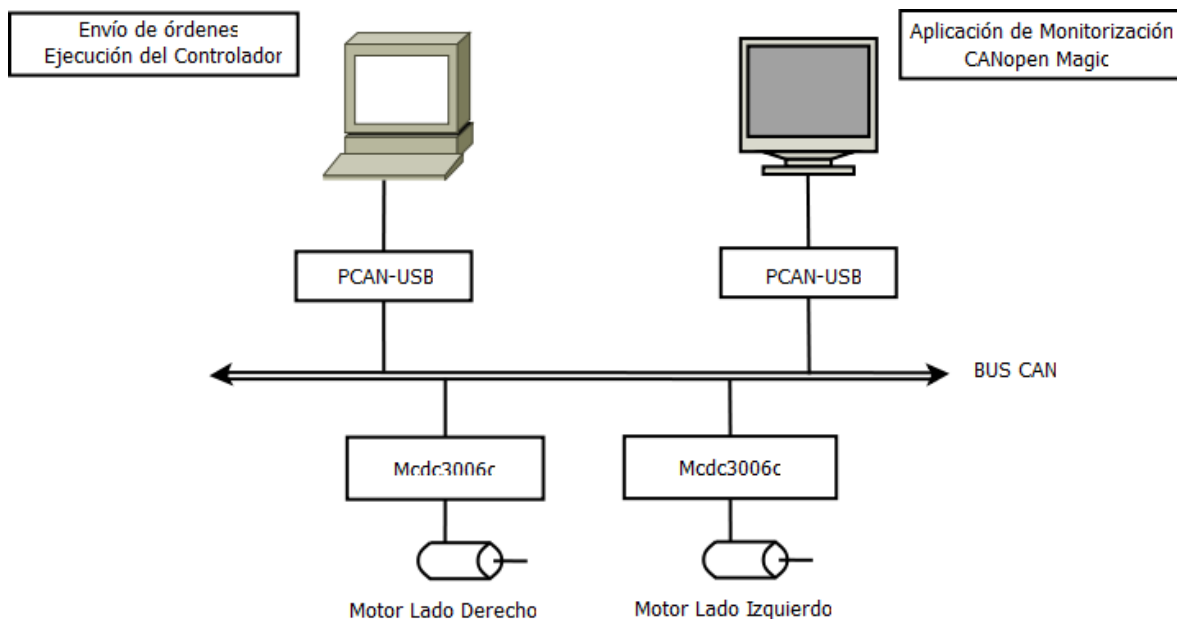 Envío de órdenes
Ejecución del Controlador
Aplicación de Monitorización
CANopen Magic
PCAN-USB
PCAN-USB
BUS CAN
Mcdc3006c
Mcdc3006c
Motor Lado Derecho
Motor Lado Izquierdo